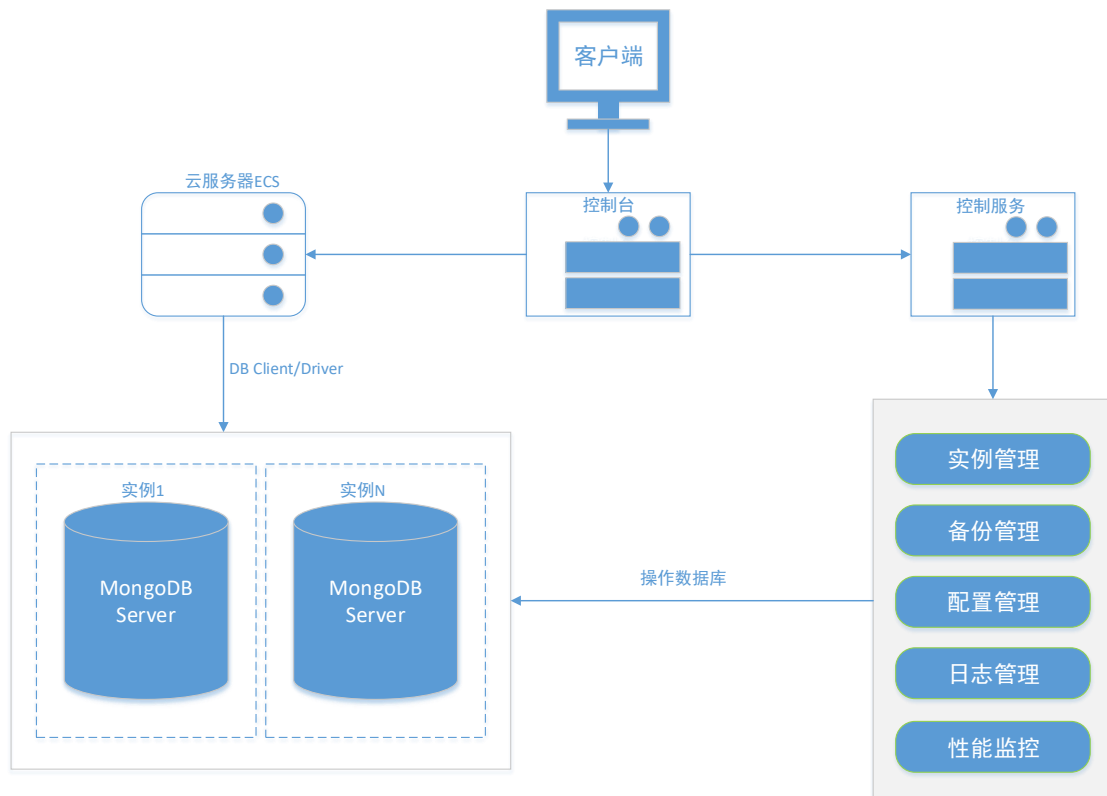 客户端
云服务器ECS
控制台
控制服务
DB Client/Driver
实例1
实例N
MongoDB
Server
MongoDB
Server
操作数据库
实例管理
备份管理
配置管理
日志管理
性能监控